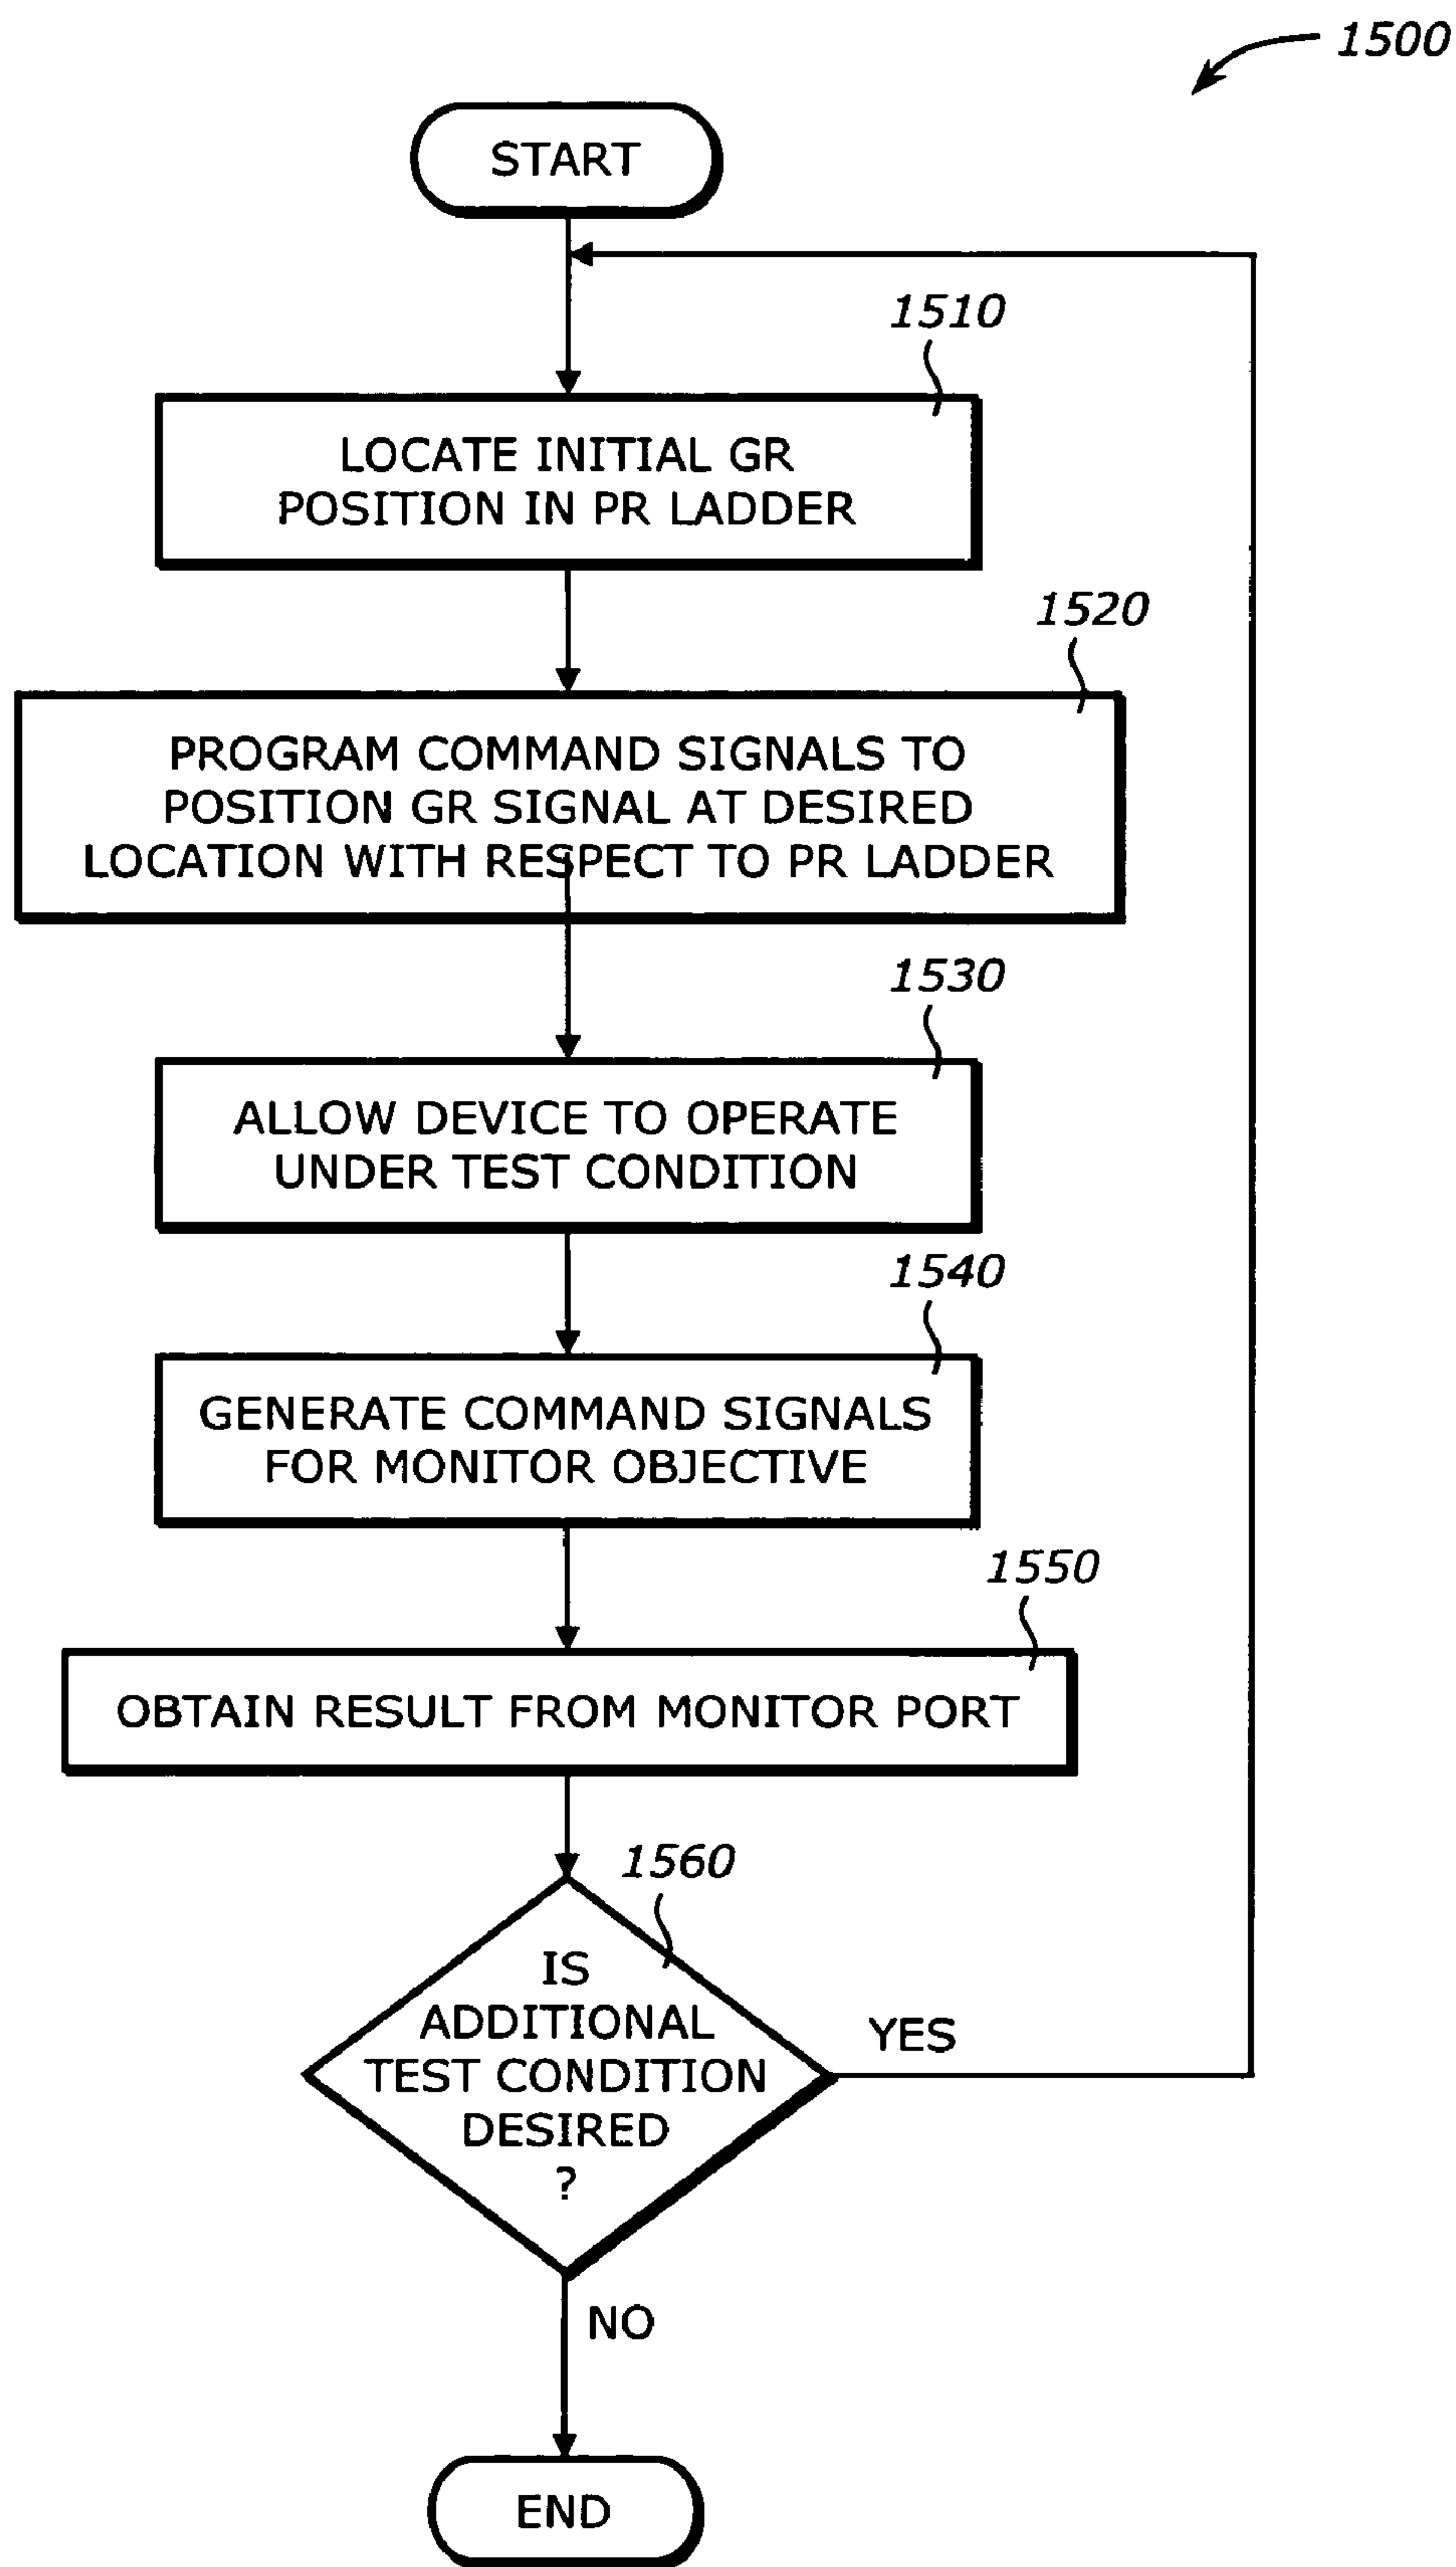 1500
START
1510
LOCATE INITIAL GR
POSITION IN PR LADDER
1520
PROGRAM COMMAND SIGNALS TO
POSITION GR SIGNAL AT DESIRED
LOCATION WITH RESPECT TO PR LADDER
1530
ALLOW DEVICE TO OPERATE
UNDER TEST CONDITION
1540
GENERATE COMMAND SIGNALS
FOR MONITOR OBJECTIVE
1550
OBTAIN RESULT FROM MONITOR PORT
1560
IS
ADDITIONAL
TEST CONDITION
DESIRED
?
YES
NO
END